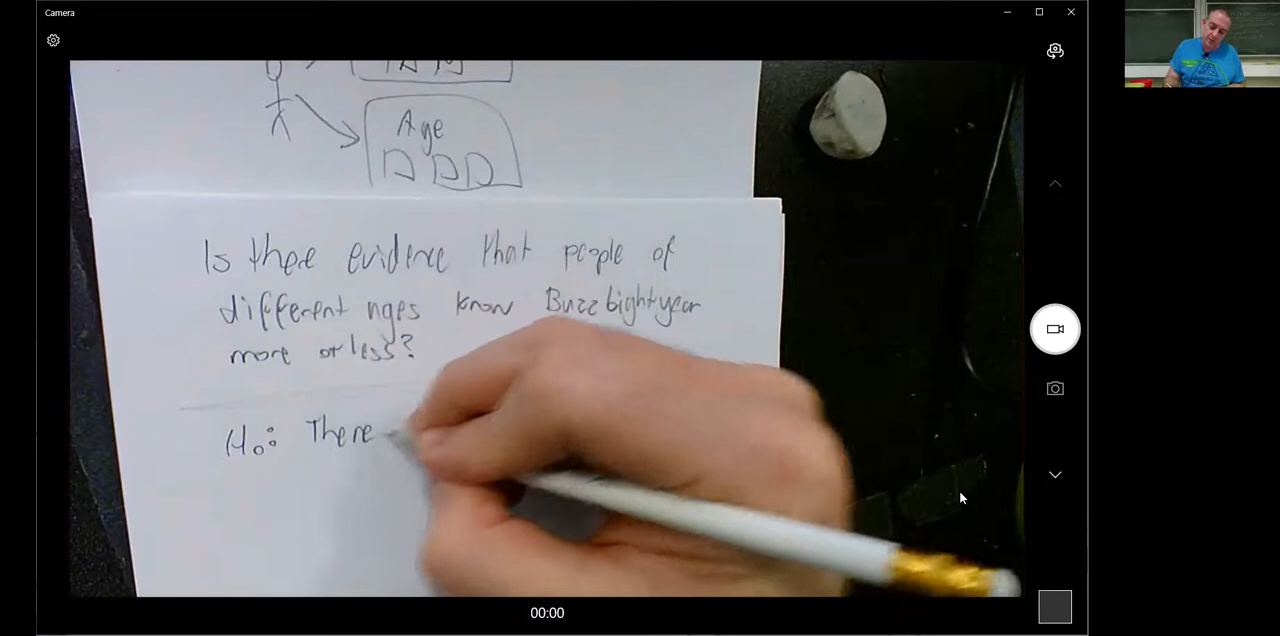 Camera
Age
Is there evidence that people of
different ages know Buzz Lightyear
more or less?
H₀: There
00:00